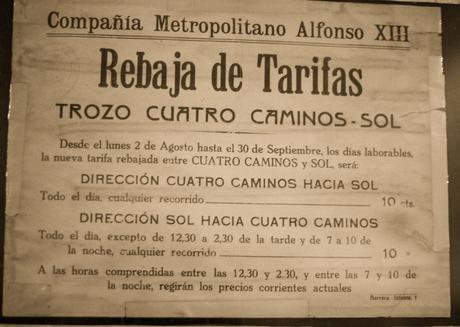 Compañía Metropolitano Alfonso XIII
Rebaja de Tarifas
TROZO CUATRO CAMINOS-SOL
Desde el lunes 2 de Agosto hasta el 30 de Septiembre, los dias laborables,
la nueva tarifa rebajada entre CUATRO CAMINOS y SOL, será:
DIRECCIÓN CUATRO CAMINOS HACIA SOL
Todo el dia, cualquier recorrido 10 cts.
DIRECCIÓN SOL HACIA CUATRO CAMINOS
Todo el dia, excepto de 12,30 a 2,30 de la tarde y de 7 a 10 de
la noche, cualquier recorrido 10 »
A las horas comprendidas entre las 12,30 y 2,30, y entre las 7 y 10 de
la noche, regirán los precios corrientes actuales